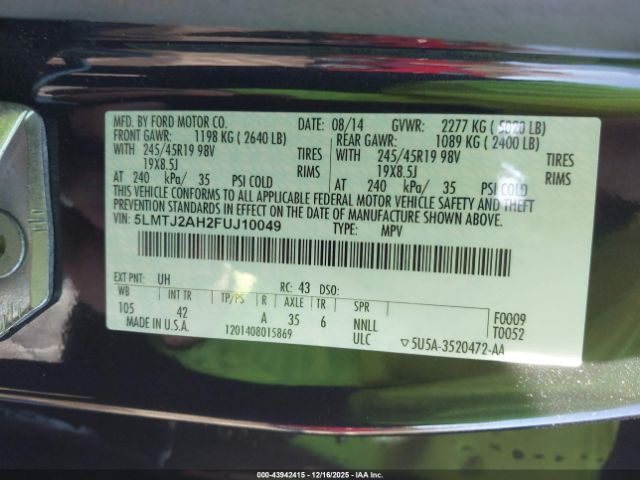 MFD. BY FORD MOTOR CO. DATE: 08/14 GVWR: 2277 KG ( 5020 LB)
FRONT GAWR: 1198 KG ( 2640 LB) REAR GAWR: 1089 KG ( 2400 LB)
WITH 245/45R19 98V TIRES WITH 245/45R19 98V TIRES
19X8.5J RIMS 19X8.5J RIMS
AT 240 kPa/ 35 PSI COLD AT 240 kPa/ 35 PSI COLD
THIS VEHICLE CONFORMS TO ALL APPLICABLE FEDERAL MOTOR VEHICLE SAFETY AND THEFT
PREVENTION STANDARDS IN EFFECT ON THE DATE OF MANUFACTURE SHOWN ABOVE.
VIN: 5LMTJ2AH2FUJ10049 TYPE: MPV
EXT PNT: UH RC: 43 DSO:
WB INT TR TP/PS R AXLE TR SPR F0009
105 42 A 35 6 NNLL T0052
MADE IN U.S.A. 1201408015869 ULC ▽5U5A-3520472-AA
000-43942415 - 12/16/2025 - IAAI.COM